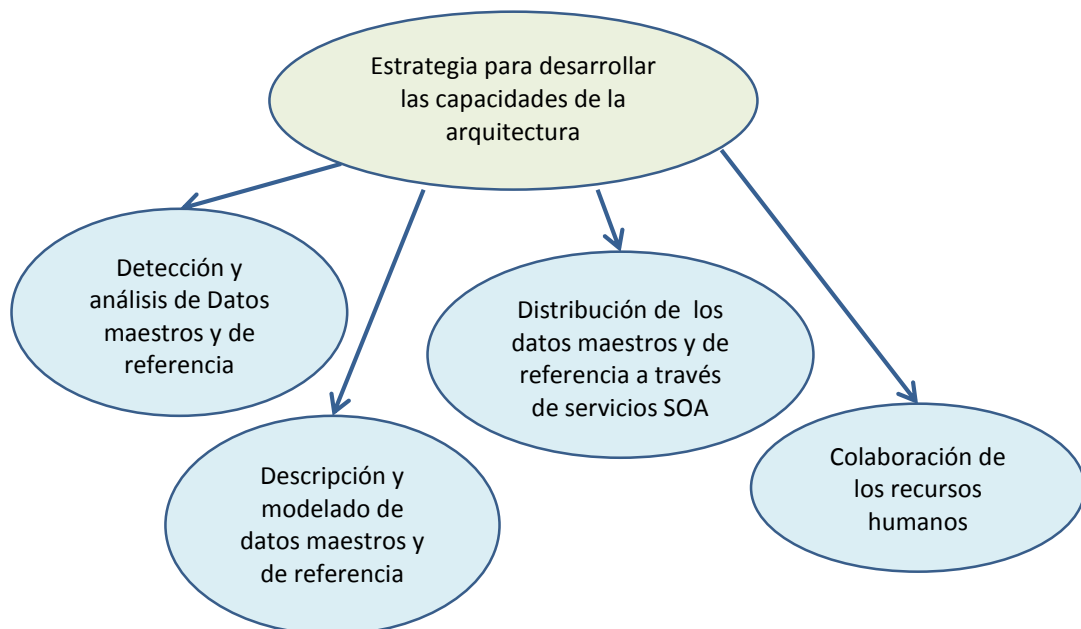 Estrategia para desarrollar
las capacidades de la
arquitectura
Detección y
análisis de Datos
maestros y de
referencia
Descripción y
modelado de
datos maestros y
de referencia
Distribución de los
datos maestros y de
referencia a través
de servicios SOA
Colaboración de
los recursos
humanos